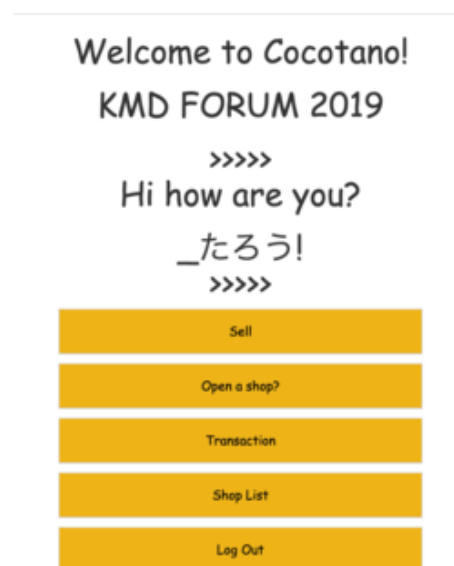 Welcome to Cocotano!
KMD FORUM 2019
>>>>>
Hi how are you?
_たろう!
>>>>>
Sell
Open a shop?
Transaction
Shop List
Log Out